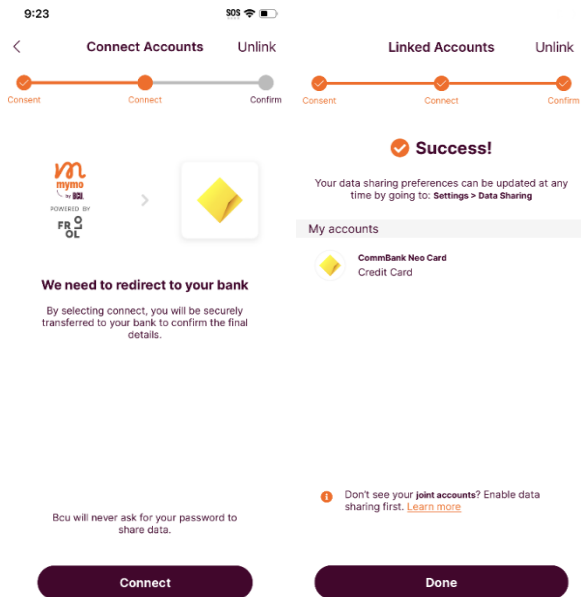 9:23
SOS
Connect Accounts
Unlink
Consent
Connect
Confirm
mymo
by BCU
POWERED BY
FROLLO
We need to redirect to your bank
By selecting connect, you will be securely
transferred to your bank to confirm the final
details.
Bcu will never ask for your password to
share data.
Connect
Linked Accounts
Unlink
Consent
Connect
Confirm
Success!
Your data sharing preferences can be updated at any
time by going to: Settings > Data Sharing
My accounts
CommBank Neo Card
Credit Card
Don't see your joint accounts? Enable data
sharing first. Learn more
Done